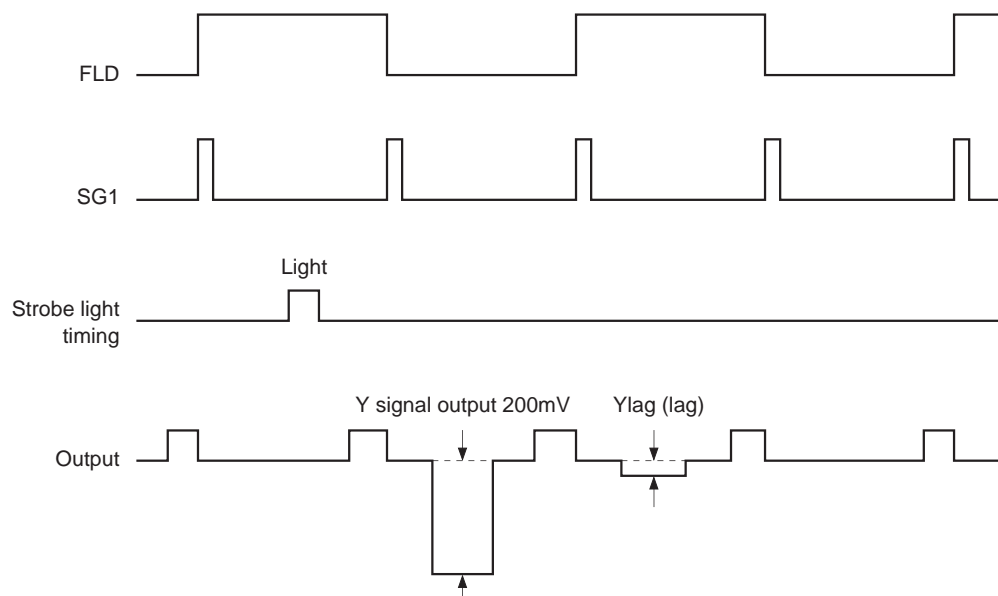 FLD
SG1
Light
Strobe light
timing
Y signal output 200mV
Ylag (lag)
Output